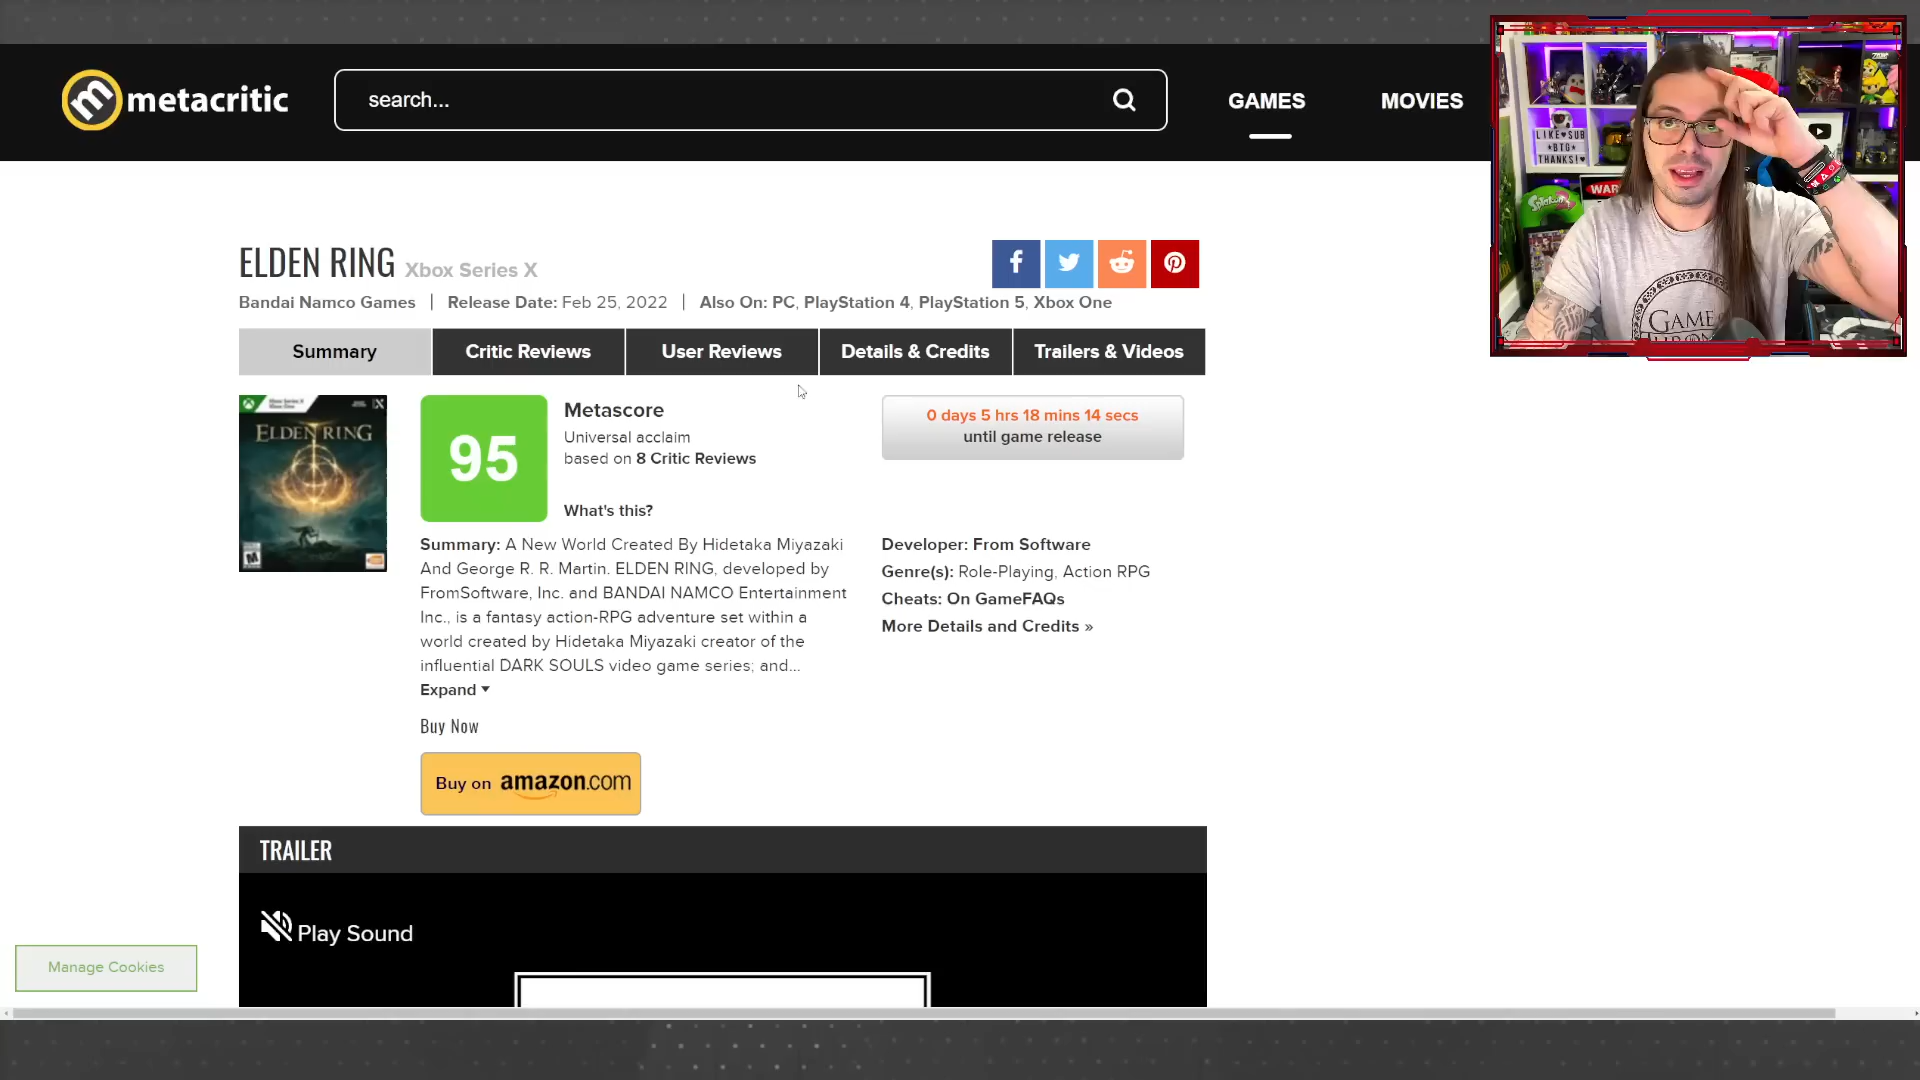 metacritic
search...
GAMES
MOVIES
LIKE♥SUB
★BTG★
THANKS!♥
WAR
Splatoon
GAME
THRONES
ELDEN RING Xbox Series X
Bandai Namco Games | Release Date: Feb 25, 2022 | Also On: PC, PlayStation 4, PlayStation 5, Xbox One
Summary
Critic Reviews
User Reviews
Details & Credits
Trailers & Videos
ELDEN RING
M
95
Metascore
Universal acclaim
based on 8 Critic Reviews
What's this?
0 days 5 hrs 18 mins 14 secs
until game release
Summary: A New World Created By Hidetaka Miyazaki
And George R. R. Martin. ELDEN RING, developed by
FromSoftware, Inc. and BANDAI NAMCO Entertainment
Inc., is a fantasy action-RPG adventure set within a
world created by Hidetaka Miyazaki creator of the
influential DARK SOULS video game series; and...
Expand ▼
Developer: From Software
Genre(s): Role-Playing, Action RPG
Cheats: On GameFAQs
More Details and Credits »
Buy Now
Buy on amazon.com
TRAILER
Play Sound
Manage Cookies